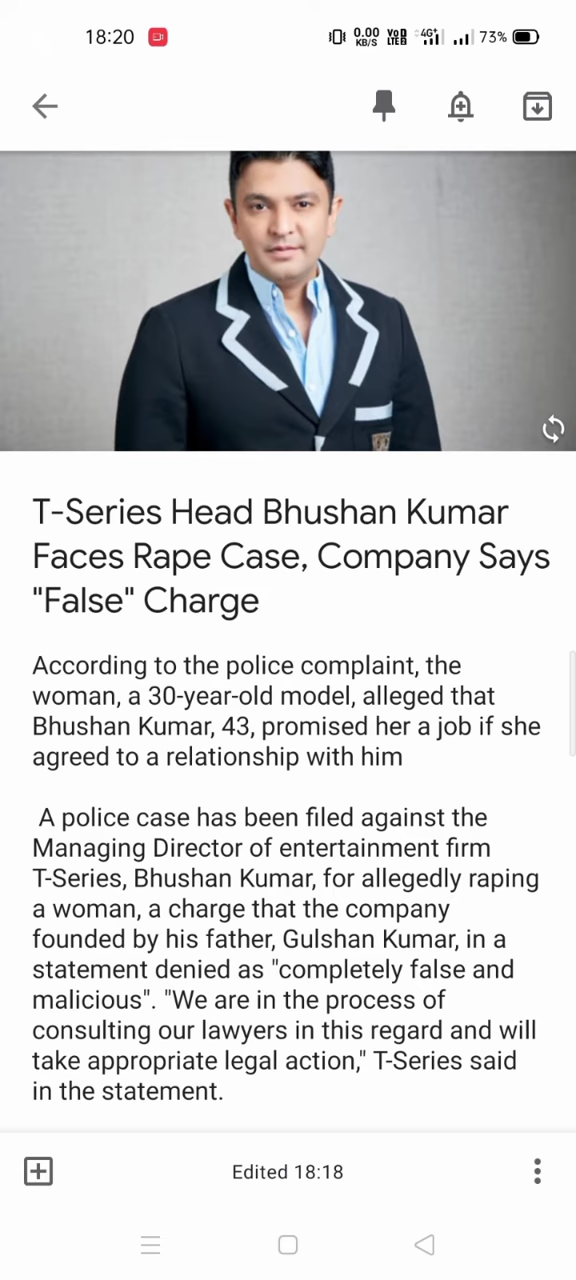 18:20
0.00 KB/S VoD LTE 4G+ 73%
T-Series Head Bhushan Kumar
Faces Rape Case, Company Says
"False" Charge
According to the police complaint, the
woman, a 30-year-old model, alleged that
Bhushan Kumar, 43, promised her a job if she
agreed to a relationship with him
A police case has been filed against the
Managing Director of entertainment firm
T-Series, Bhushan Kumar, for allegedly raping
a woman, a charge that the company
founded by his father, Gulshan Kumar, in a
statement denied as "completely false and
malicious". "We are in the process of
consulting our lawyers in this regard and will
take appropriate legal action," T-Series said
in the statement.
Edited 18:18